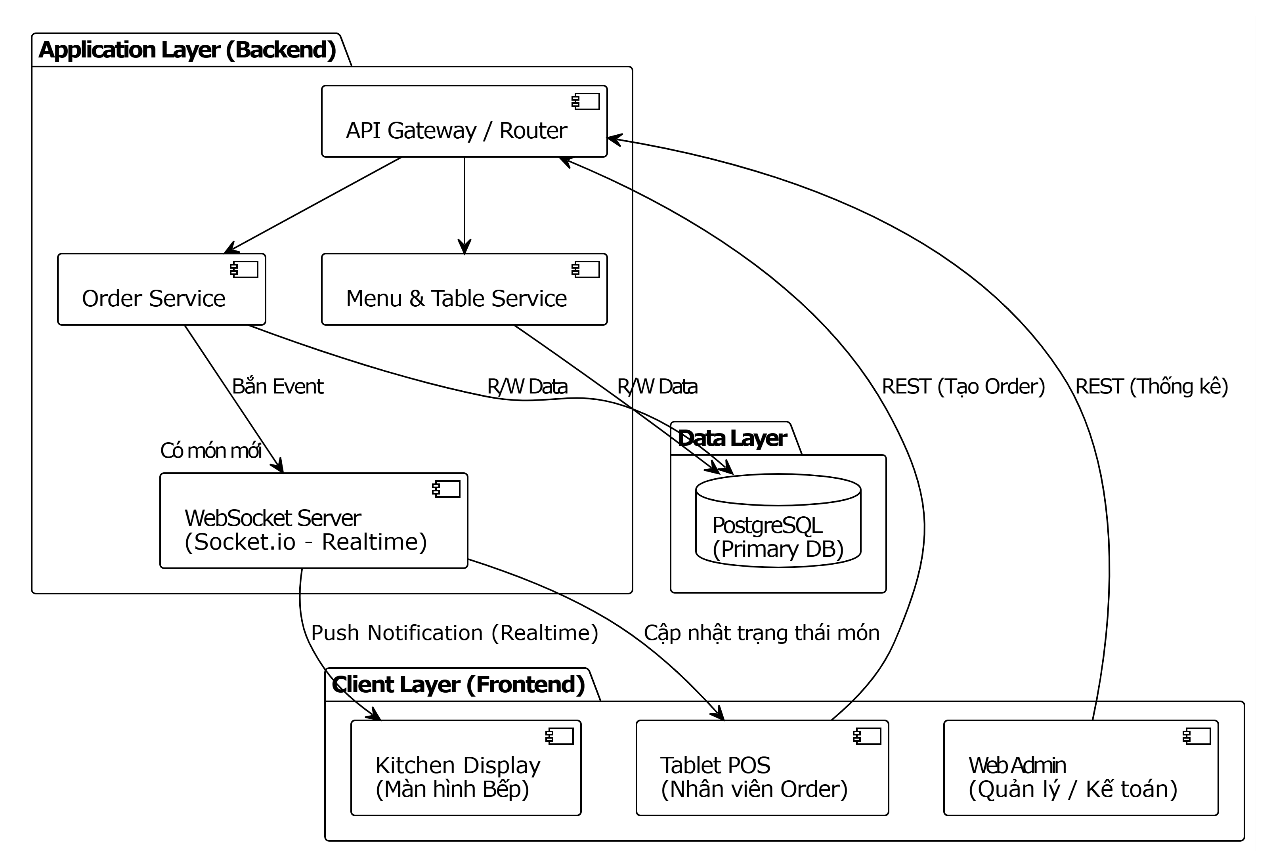 Application Layer (Backend)
API Gateway / Router
Order Service
Menu & Table Service
Bắn Event
R/W Data
R/W Data
REST (Tạo Order)
REST (Thống kê)
Có món mới
Data Layer
WebSocket Server
(Socket.io - Realtime)
PostgreSQL
(Primary DB)
Push Notification (Realtime)
Cập nhật trạng thái món
Client Layer (Frontend)
Kitchen Display
(Màn hình Bếp)
Tablet POS
(Nhân viên Order)
Web Admin
(Quản lý / Kế toán)